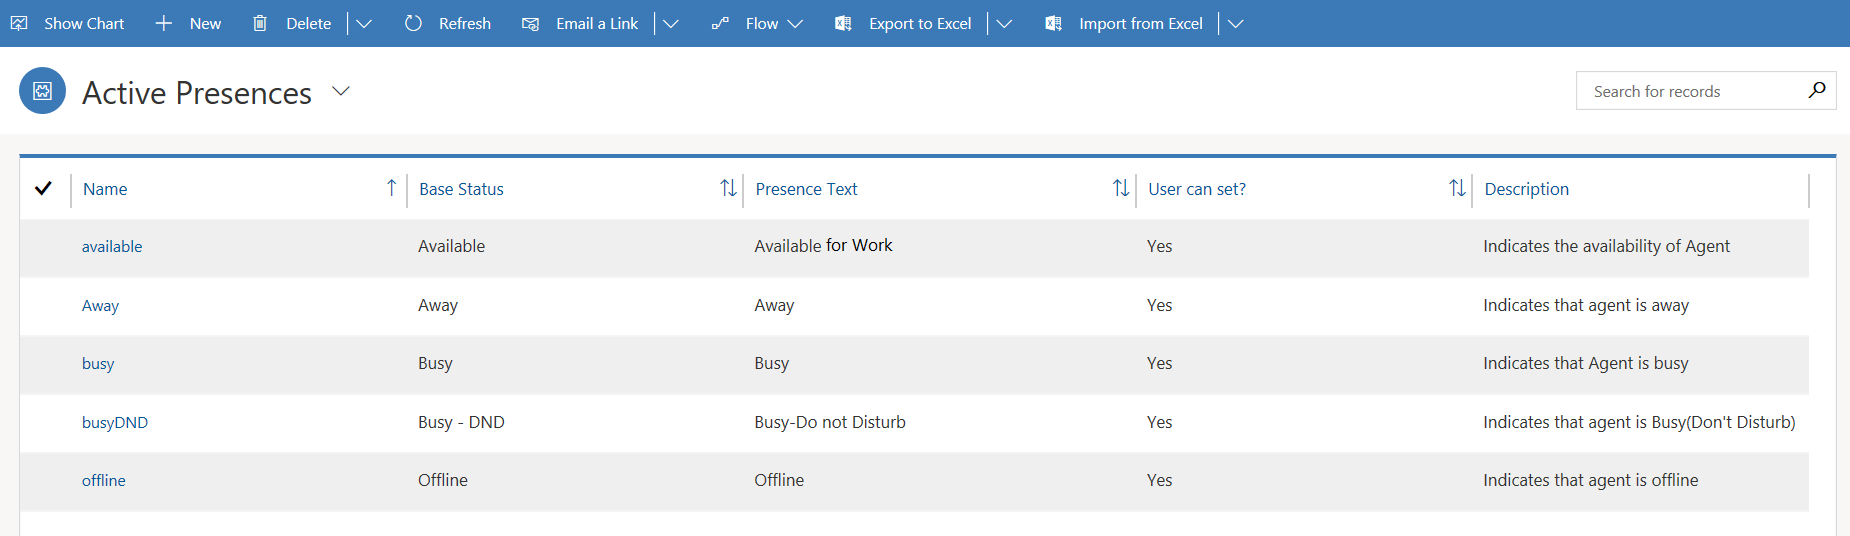 Show Chart New Delete Refresh Email a Link Flow Export to Excel Import from Excel
Active Presences
Search for records
Name Base Status Presence Text User can set? Description
available Available Available for Work Yes Indicates the availability of Agent
Away Away Away Yes Indicates that agent is away
busy Busy Busy Yes Indicates that Agent is busy
busyDND Busy - DND Busy-Do not Disturb Yes Indicates that agent is Busy(Don't Disturb)
offline Offline Offline Yes Indicates that agent is offline